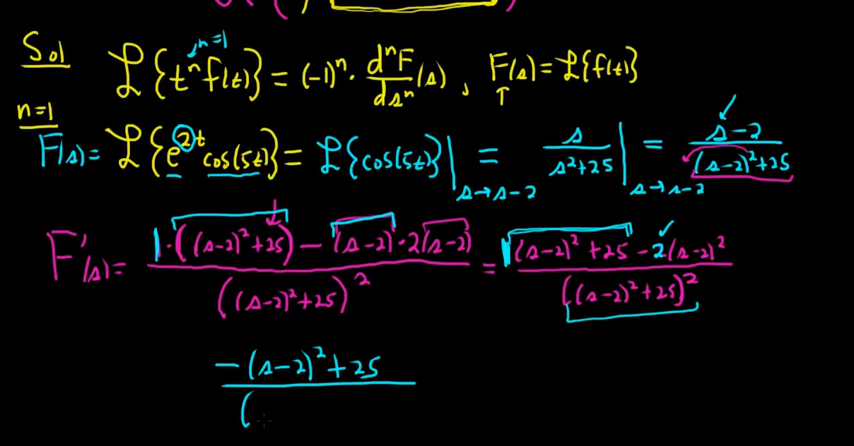 Sol n=1
ℒ{tⁿf(t)} = (-1)ⁿ · dⁿF/dsⁿ (s), F(s) = ℒ{f(t)}
↑
n=1
F(s) = ℒ{e^{2t} cos(5t)} = ℒ{cos(5t)}|_{s→s-2} = s/(s²+25)|_{s→s-2} = (s-2)/((s-2)²+25)
F'(s) = (1·((s-2)²+25) - (s-2)·2(s-2))/((s-2)²+25)² = ((s-2)²+25 - 2(s-2)²)/((s-2)²+25)²
-(s-2)²+25
(